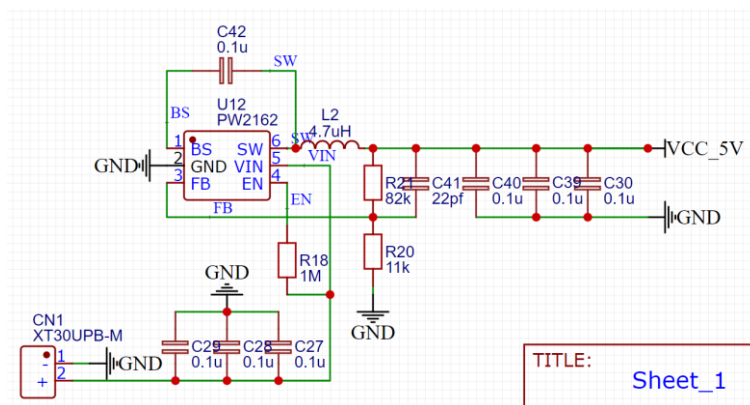 C42
0.1u
SW
BS
U12
PW2162
L2
4.7uH
SW
VIN
1 BS SW 6
2 GND VIN 5
3 FB EN 4
GND
VCC_5V
FB
EN
R21
82k
C41
22pf
C40
0.1u
C39
0.1u
C30
0.1u
GND
R18
1M
R20
11k
GND
GND
CN1
XT30UPB-M
- 1
+ 2
GND
C29
0.1u
C28
0.1u
C27
0.1u
TITLE:
Sheet_1